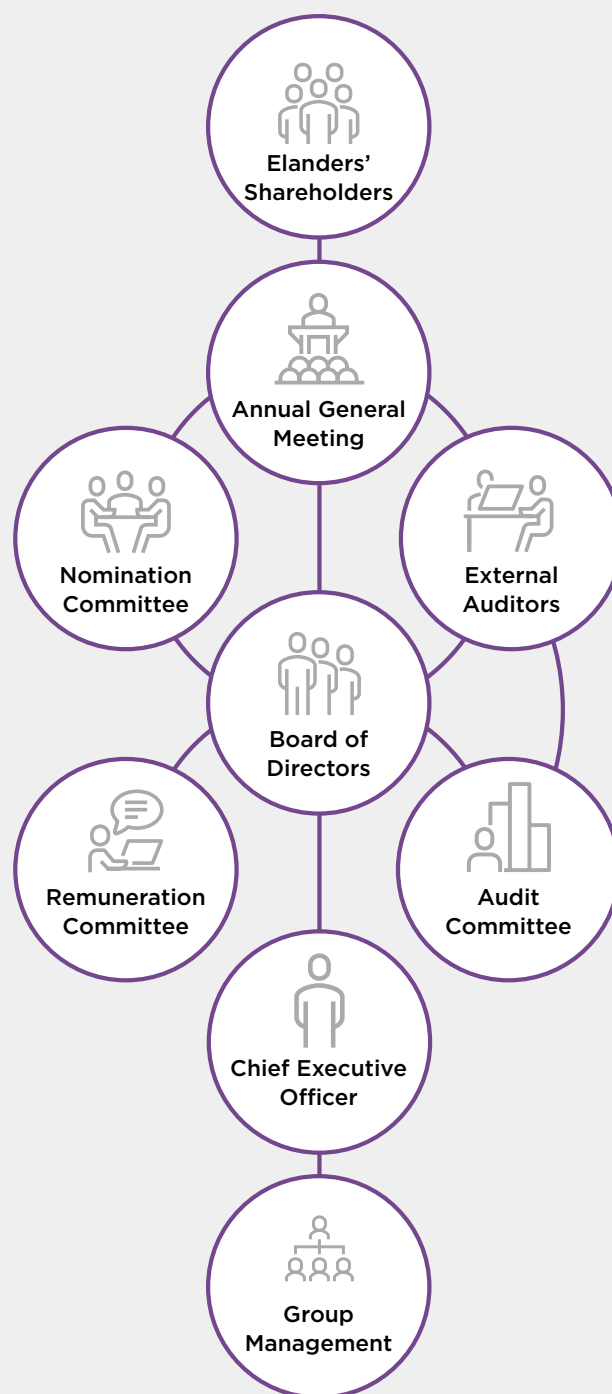 Elanders’
Shareholders
Annual General
Meeting
Nomination
Committee
External
Auditors
Board of
Directors
Remuneration
Committee
Audit
Committee
Chief Executive
Officer
Group
Management